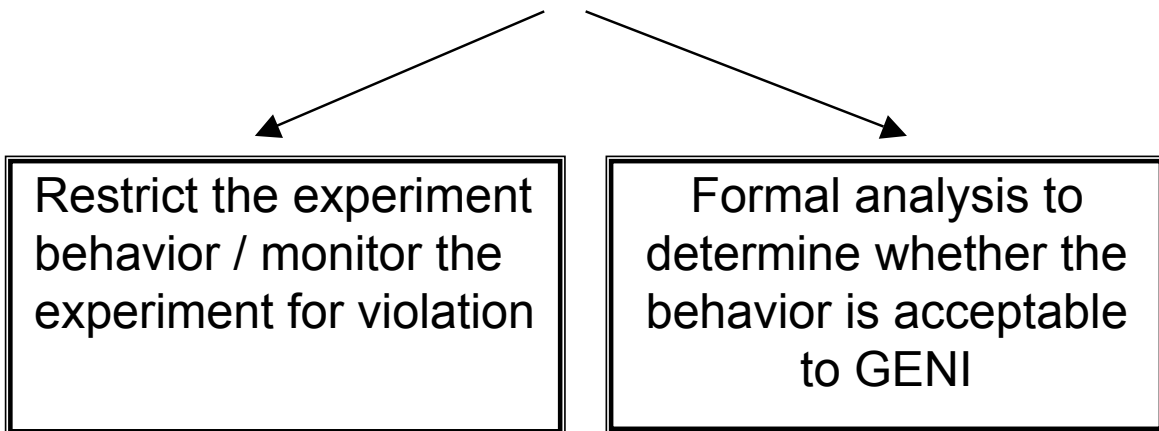 Restrict the experiment
behavior / monitor the
experiment for violation
Formal analysis to
determine whether the
behavior is acceptable
to GENI